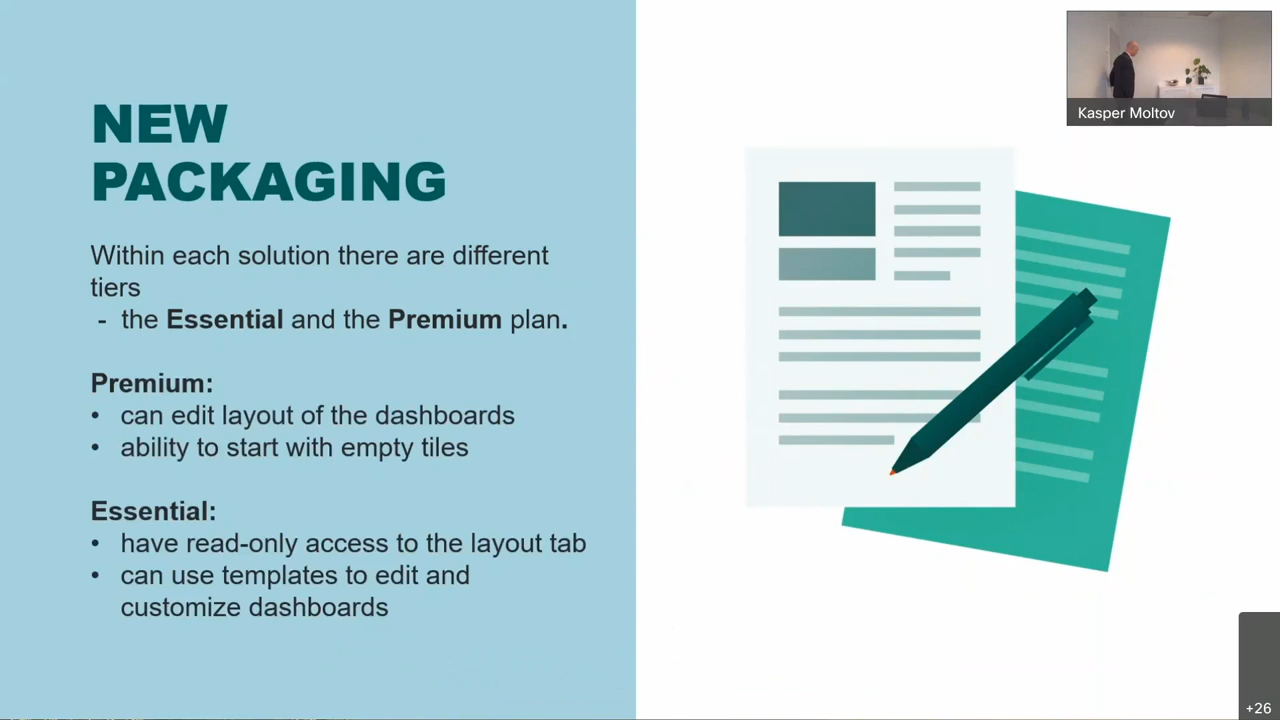 NEW
PACKAGING
Within each solution there are different
tiers
- the Essential and the Premium plan.
Premium:
• can edit layout of the dashboards
• ability to start with empty tiles
Essential:
• have read-only access to the layout tab
• can use templates to edit and
customize dashboards
Kasper Moltov
+26